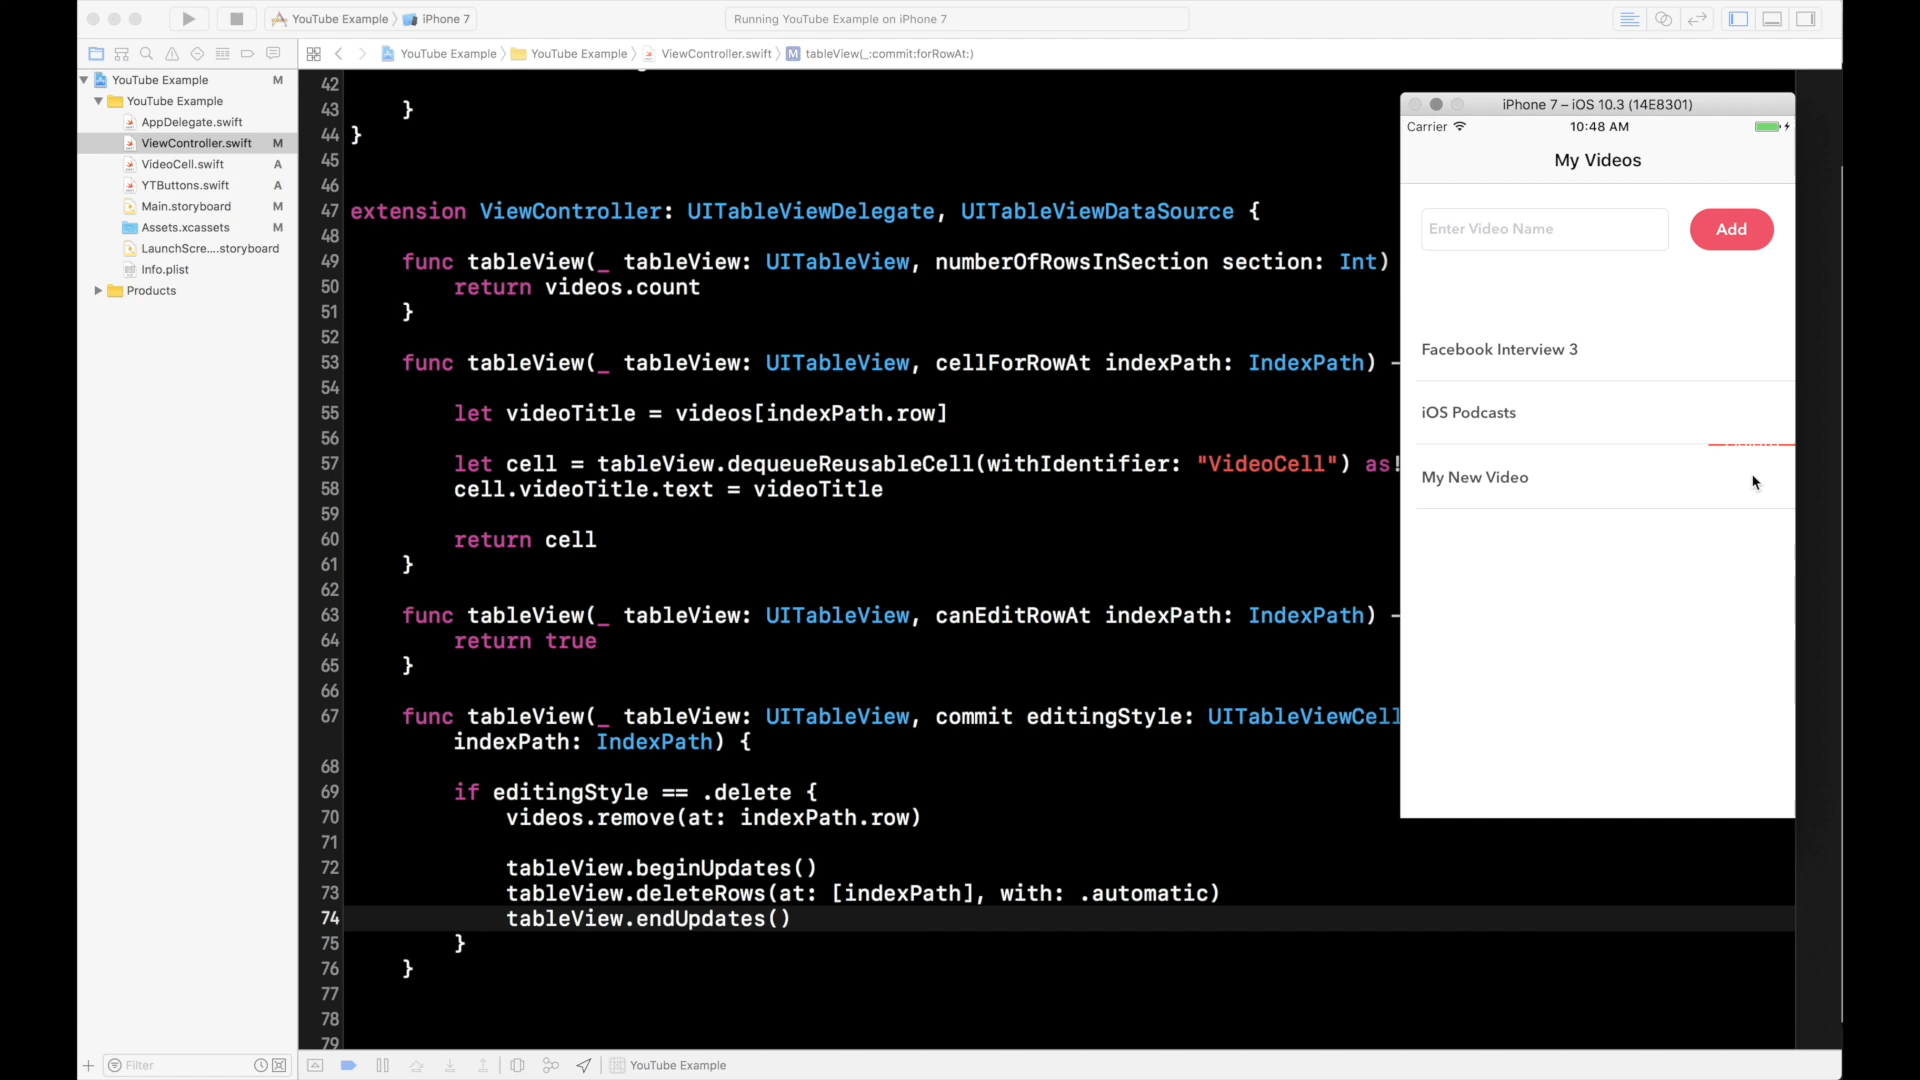 YouTube Example iPhone 7
Running YouTube Example on iPhone 7
YouTube Example YouTube Example ViewController.swift M tableView(_:commit:forRowAt:)
YouTube Example M
YouTube Example
AppDelegate.swift
ViewController.swift M
VideoCell.swift A
YTButtons.swift A
Main.storyboard M
Assets.xcassets M
LaunchScre....storyboard
Info.plist
Products
42
43 }
44 }
45
46
47 extension ViewController: UITableViewDelegate, UITableViewDataSource {
48
49 func tableView(_ tableView: UITableView, numberOfRowsInSection section: Int)
50 return videos.count
51 }
52
53 func tableView(_ tableView: UITableView, cellForRowAt indexPath: IndexPath) -
54
55 let videoTitle = videos[indexPath.row]
56
57 let cell = tableView.dequeueReusableCell(withIdentifier: "VideoCell") as!
58 cell.videoTitle.text = videoTitle
59
60 return cell
61 }
62
63 func tableView(_ tableView: UITableView, canEditRowAt indexPath: IndexPath) -
64 return true
65 }
66
67 func tableView(_ tableView: UITableView, commit editingStyle: UITableViewCell
indexPath: IndexPath) {
68
69 if editingStyle == .delete {
70 videos.remove(at: indexPath.row)
71
72 tableView.beginUpdates()
73 tableView.deleteRows(at: [indexPath], with: .automatic)
74 tableView.endUpdates()
75 }
76 }
77
78
79
iPhone 7 – iOS 10.3 (14E8301)
Carrier 10:48 AM
My Videos
Enter Video Name Add
Facebook Interview 3
iOS Podcasts
My New Video
Filter
YouTube Example